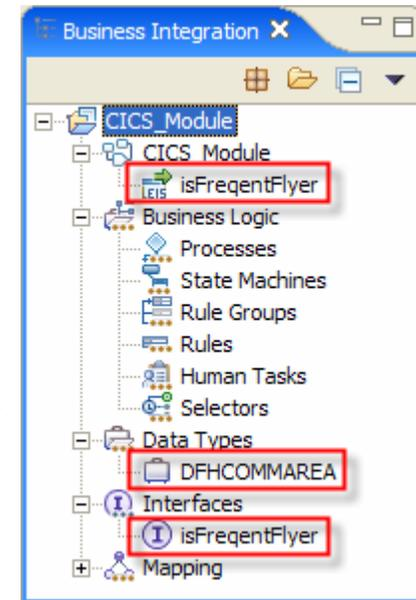 Business Integration
CICS_Module
CICS_Module
EIS
isFreqentFlyer
Business Logic
Processes
State Machines
Rule Groups
Rules
Human Tasks
Selectors
Data Types
DFHCOMMAREA
Interfaces
I
isFreqentFlyer
Mapping